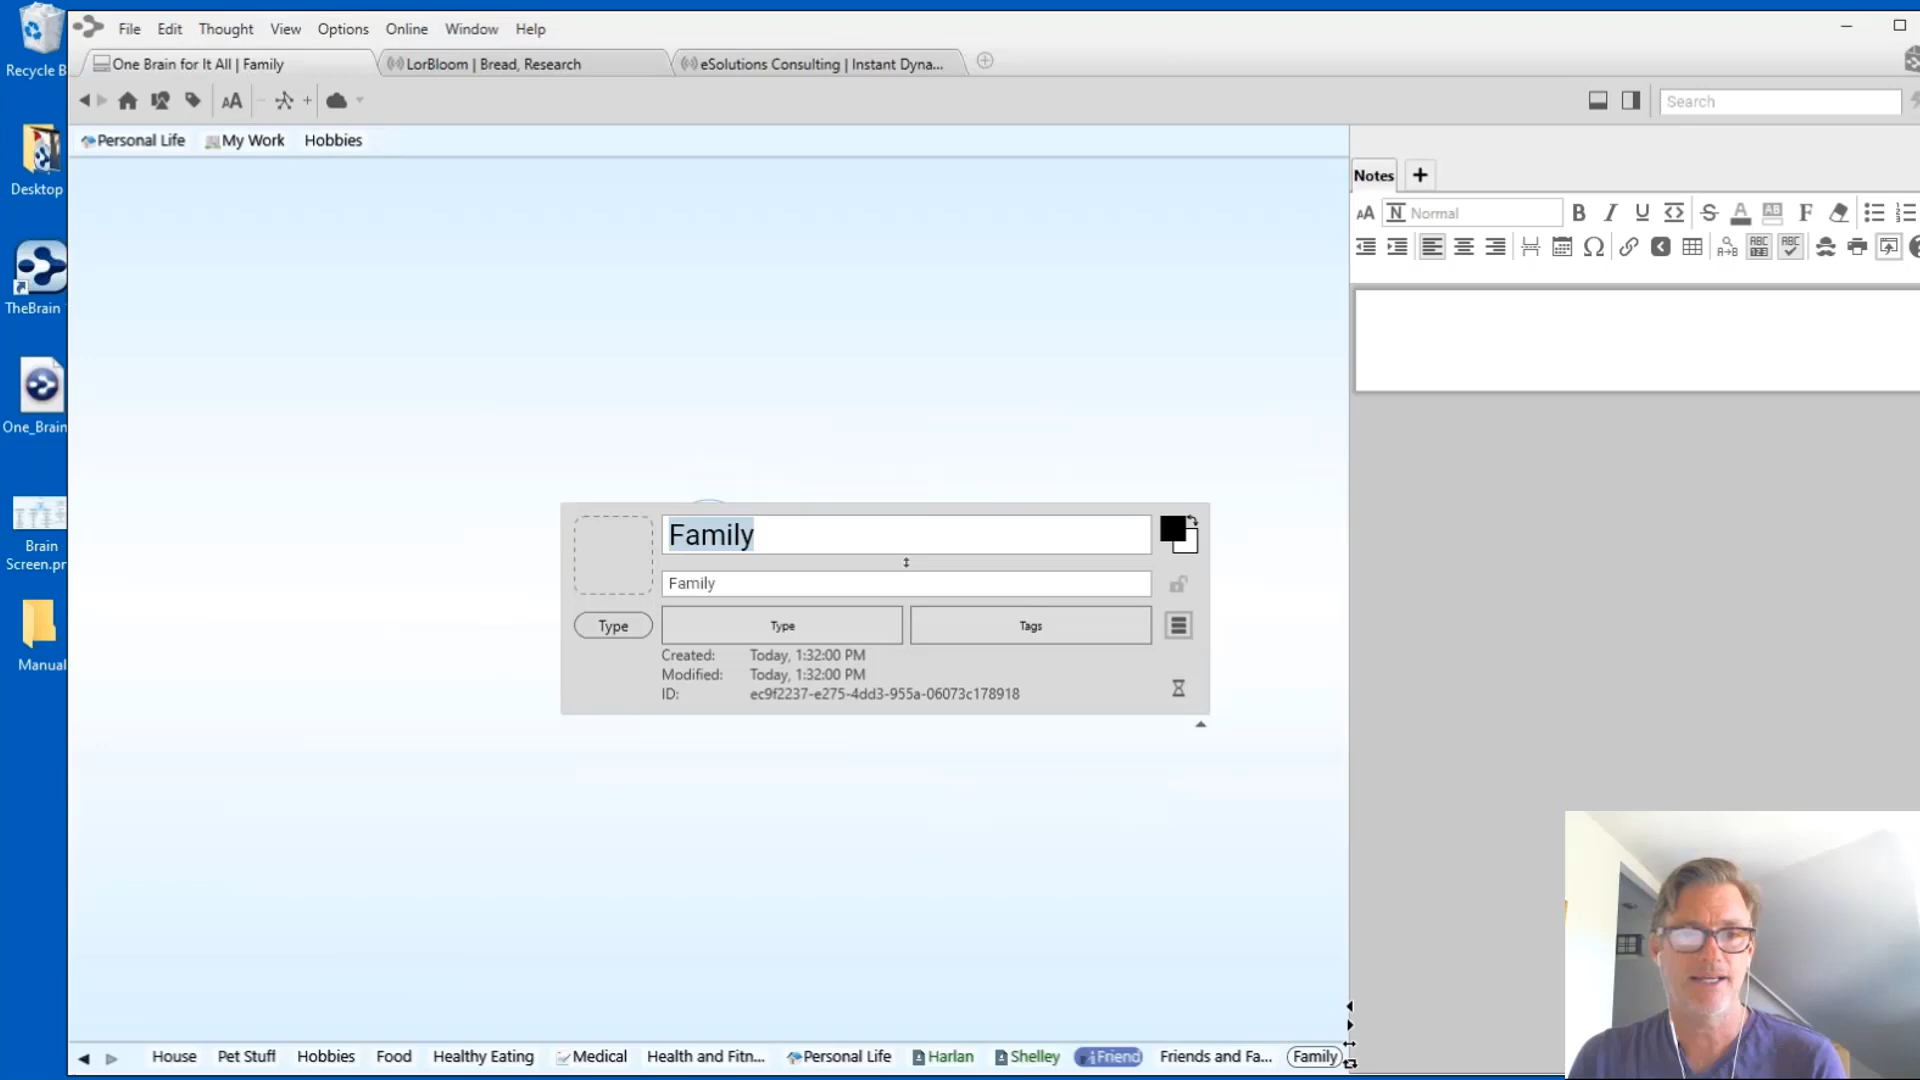 File Edit Thought View Options Online Window Help
One Brain for It All | Family
LorBloom | Bread, Research
eSolutions Consulting | Instant Dyna...
Search
Personal Life My Work Hobbies
Notes
Normal
Family
Family
Type Type Tags
Created: Today, 1:32:00 PM
Modified: Today, 1:32:00 PM
ID: ec9f2237-e275-4dd3-955a-06073c178918
House Pet Stuff Hobbies Food Healthy Eating Medical Health and Fitn... Personal Life Harlan Shelley Friend Friends and Fa... Family
Recycle B
Desktop
TheBrain
One_Brain
Brain
Screen.pr
Manual